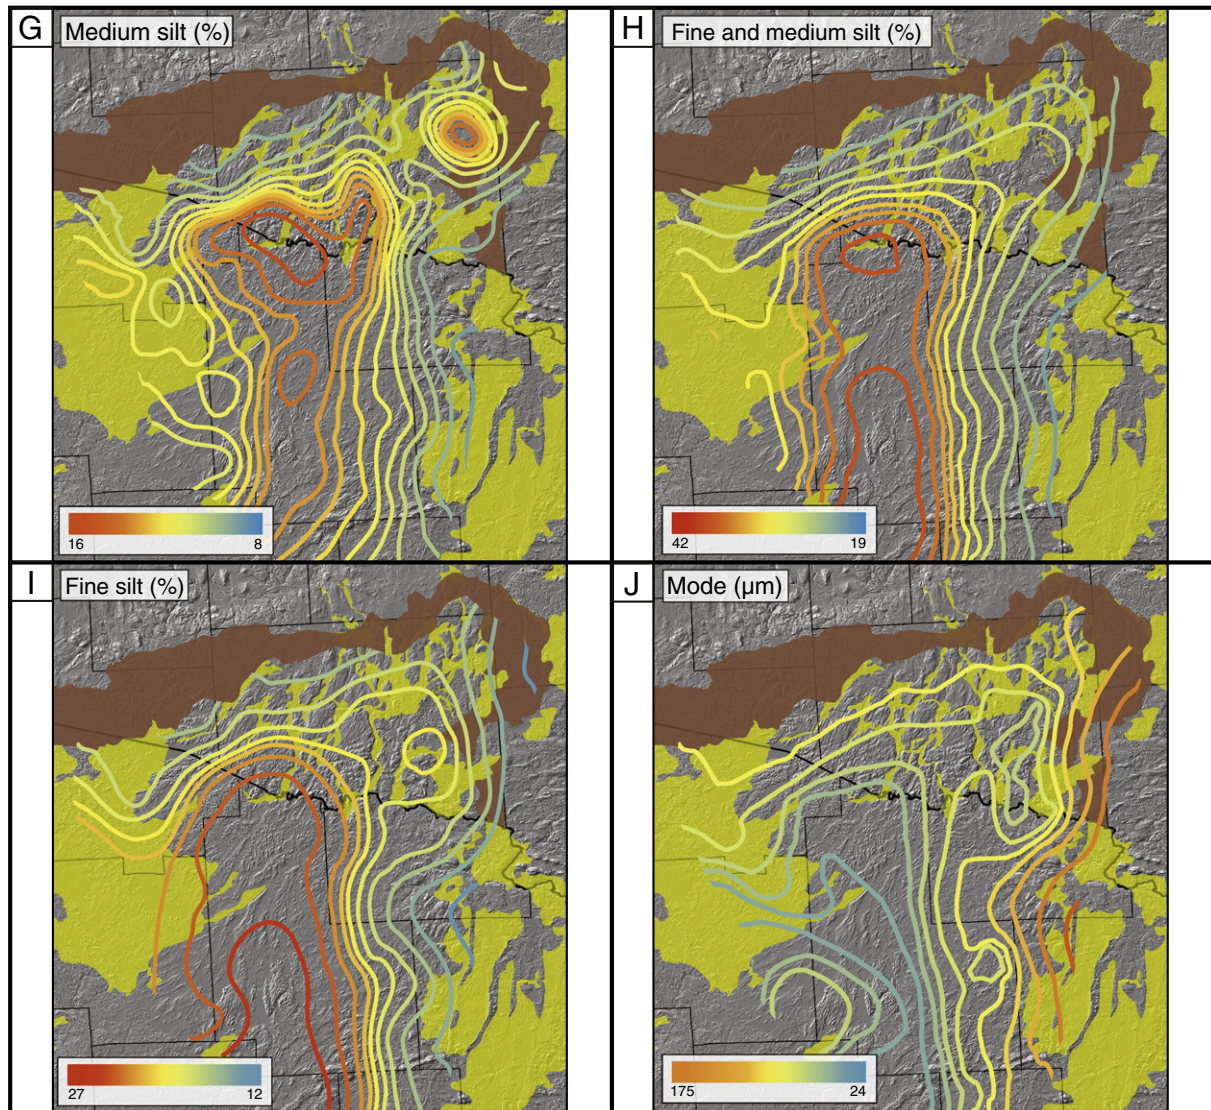 G
Medium silt (%)
16
8
H
Fine and medium silt (%)
42
19
I
Fine silt (%)
27
12
J
Mode (µm)
175
24